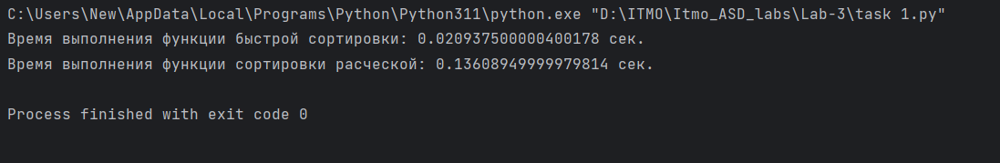 C:\Users\New\AppData\Local\Programs\Python\Python311\python.exe "D:\ITMO\Itmo_ASD_labs\Lab-3\task 1.py"
Время выполнения функции быстрой сортировки: 0.020937500000400178 сек.
Время выполнения функции сортировки расческой: 0.13608949999979814 сек.
Process finished with exit code 0